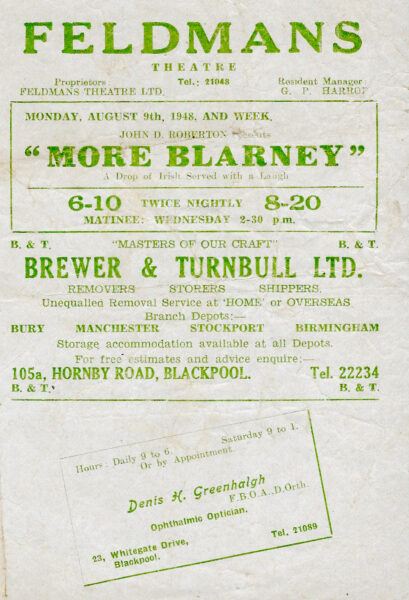 FELDMANS
THEATRE
Proprietors: Tel.: 21948 Resident Manager:
FELDMANS THEATRE LTD. G. P. HARROP
MONDAY, AUGUST 9th, 1948, AND WEEK.
JOHN D. ROBERTON Presents
"MORE BLARNEY"
A Drop of Irish Served with a Laugh
6-10 TWICE NIGHTLY 8-20
MATINEE: WEDNESDAY 2-30 p.m.
B. & T. "MASTERS OF OUR CRAFT" B. & T.
BREWER & TURNBULL LTD.
REMOVERS STORERS SHIPPERS.
Unequalled Removal Service at 'HOME' or OVERSEAS
Branch Depots:—
BURY MANCHESTER STOCKPORT BIRMINGHAM
Storage accommodation available at all Depots.
For free estimates and advice enquire:—
105a, HORNBY ROAD, BLACKPOOL. Tel. 22234
B. & T. B. & T.
Hours: Daily 9 to 6. Saturday 9 to 1.
Or by Appointment.
Denis H. Greenhalgh
F.B.O.A., D.Orth.
Ophthalmic Optician.
23, Whitegate Drive, Tel. 21089
Blackpool.